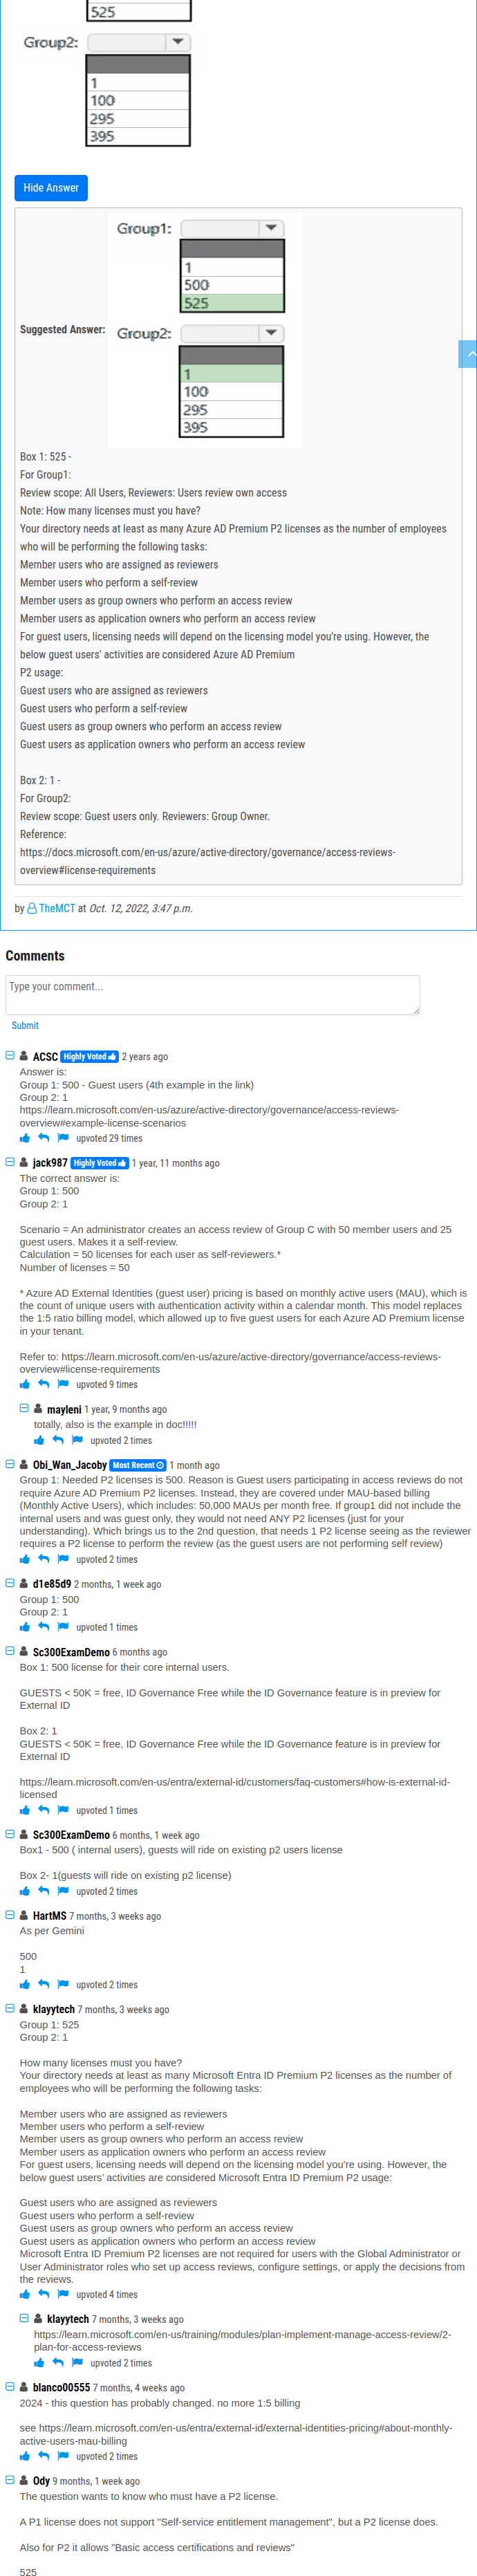 525
Group2:
1
100
295
395
Hide Answer
Suggested Answer:
Group1:
1
500
525
Group2:
1
100
295
395
Box 1: 525 -
For Group1:
Review scope: All Users, Reviewers: Users review own access
Note: How many licenses must you have?
Your directory needs at least as many Azure AD Premium P2 licenses as the number of employees
who will be performing the following tasks:
Member users who are assigned as reviewers
Member users who perform a self-review
Member users as group owners who perform an access review
Member users as application owners who perform an access review
For guest users, licensing needs will depend on the licensing model you're using. However, the
below guest users' activities are considered Azure AD Premium
P2 usage:
Guest users who are assigned as reviewers
Guest users who perform a self-review
Guest users as group owners who perform an access review
Guest users as application owners who perform an access review
Box 2: 1 -
For Group2:
Review scope: Guest users only. Reviewers: Group Owner.
Reference:
https://docs.microsoft.com/en-us/azure/active-directory/governance/access-reviews-
overview#license-requirements
by TheMCT at Oct. 12, 2022, 3:47 p.m.
Comments
Type your comment...
Submit
ACSC Highly Voted 2 years ago
Answer is:
Group 1: 500 - Guest users (4th example in the link)
Group 2: 1
https://learn.microsoft.com/en-us/azure/active-directory/governance/access-reviews-
overview#example-license-scenarios
upvoted 29 times
jack987 Highly Voted 1 year, 11 months ago
The correct answer is:
Group 1: 500
Group 2: 1
Scenario = An administrator creates an access review of Group C with 50 member users and 25
guest users. Makes it a self-review.
Calculation = 50 licenses for each user as self-reviewers.*
Number of licenses = 50
* Azure AD External Identities (guest user) pricing is based on monthly active users (MAU), which is
the count of unique users with authentication activity within a calendar month. This model replaces
the 1:5 ratio billing model, which allowed up to five guest users for each Azure AD Premium license
in your tenant.
Refer to: https://learn.microsoft.com/en-us/azure/active-directory/governance/access-reviews-
overview#license-requirements
upvoted 9 times
mayleni 1 year, 9 months ago
totally, also is the example in doc!!!!!
upvoted 2 times
Obi_Wan_Jacoby Most Recent 1 month ago
Group 1: Needed P2 licenses is 500. Reason is Guest users participating in access reviews do not
require Azure AD Premium P2 licenses. Instead, they are covered under MAU-based billing
(Monthly Active Users), which includes: 50,000 MAUs per month free. If group1 did not include the
internal users and was guest only, they would not need ANY P2 licenses (just for your
understanding). Which brings us to the 2nd question, that needs 1 P2 license seeing as the reviewer
requires a P2 license to perform the review (as the guest users are not performing self review)
upvoted 2 times
d1e85d9 2 months, 1 week ago
Group 1: 500
Group 2: 1
upvoted 1 times
Sc300ExamDemo 6 months ago
Box 1: 500 license for their core internal users.
GUESTS < 50K = free, ID Governance Free while the ID Governance feature is in preview for
External ID
Box 2: 1
GUESTS < 50K = free, ID Governance Free while the ID Governance feature is in preview for
External ID
https://learn.microsoft.com/en-us/entra/external-id/customers/faq-customers#how-is-external-id-
licensed
upvoted 1 times
Sc300ExamDemo 6 months, 1 week ago
Box1 - 500 ( internal users), guests will ride on existing p2 users license
Box 2- 1(guests will ride on existing p2 license)
upvoted 2 times
HartMS 7 months, 3 weeks ago
As per Gemini
500
1
upvoted 2 times
klayytech 7 months, 3 weeks ago
Group 1: 525
Group 2: 1
How many licenses must you have?
Your directory needs at least as many Microsoft Entra ID Premium P2 licenses as the number of
employees who will be performing the following tasks:
Member users who are assigned as reviewers
Member users who perform a self-review
Member users as group owners who perform an access review
Member users as application owners who perform an access review
For guest users, licensing needs will depend on the licensing model you're using. However, the
below guest users' activities are considered Microsoft Entra ID Premium P2 usage:
Guest users who are assigned as reviewers
Guest users who perform a self-review
Guest users as group owners who perform an access review
Guest users as application owners who perform an access review
Microsoft Entra ID Premium P2 licenses are not required for users with the Global Administrator or
User Administrator roles who set up access reviews, configure settings, or apply the decisions from
the reviews.
upvoted 4 times
klayytech 7 months, 3 weeks ago
https://learn.microsoft.com/en-us/training/modules/plan-implement-manage-access-review/2-
plan-for-access-reviews
upvoted 2 times
blanco00555 7 months, 4 weeks ago
2024 - this question has probably changed. no more 1:5 billing
see https://learn.microsoft.com/en-us/entra/external-id/external-identities-pricing#about-monthly-
active-users-mau-billing
upvoted 2 times
Ody 9 months, 1 week ago
The question wants to know who must have a P2 license.
A P1 license does not support "Self-service entitlement management", but a P2 license does.
Also for P2 it allows "Basic access certifications and reviews"
525